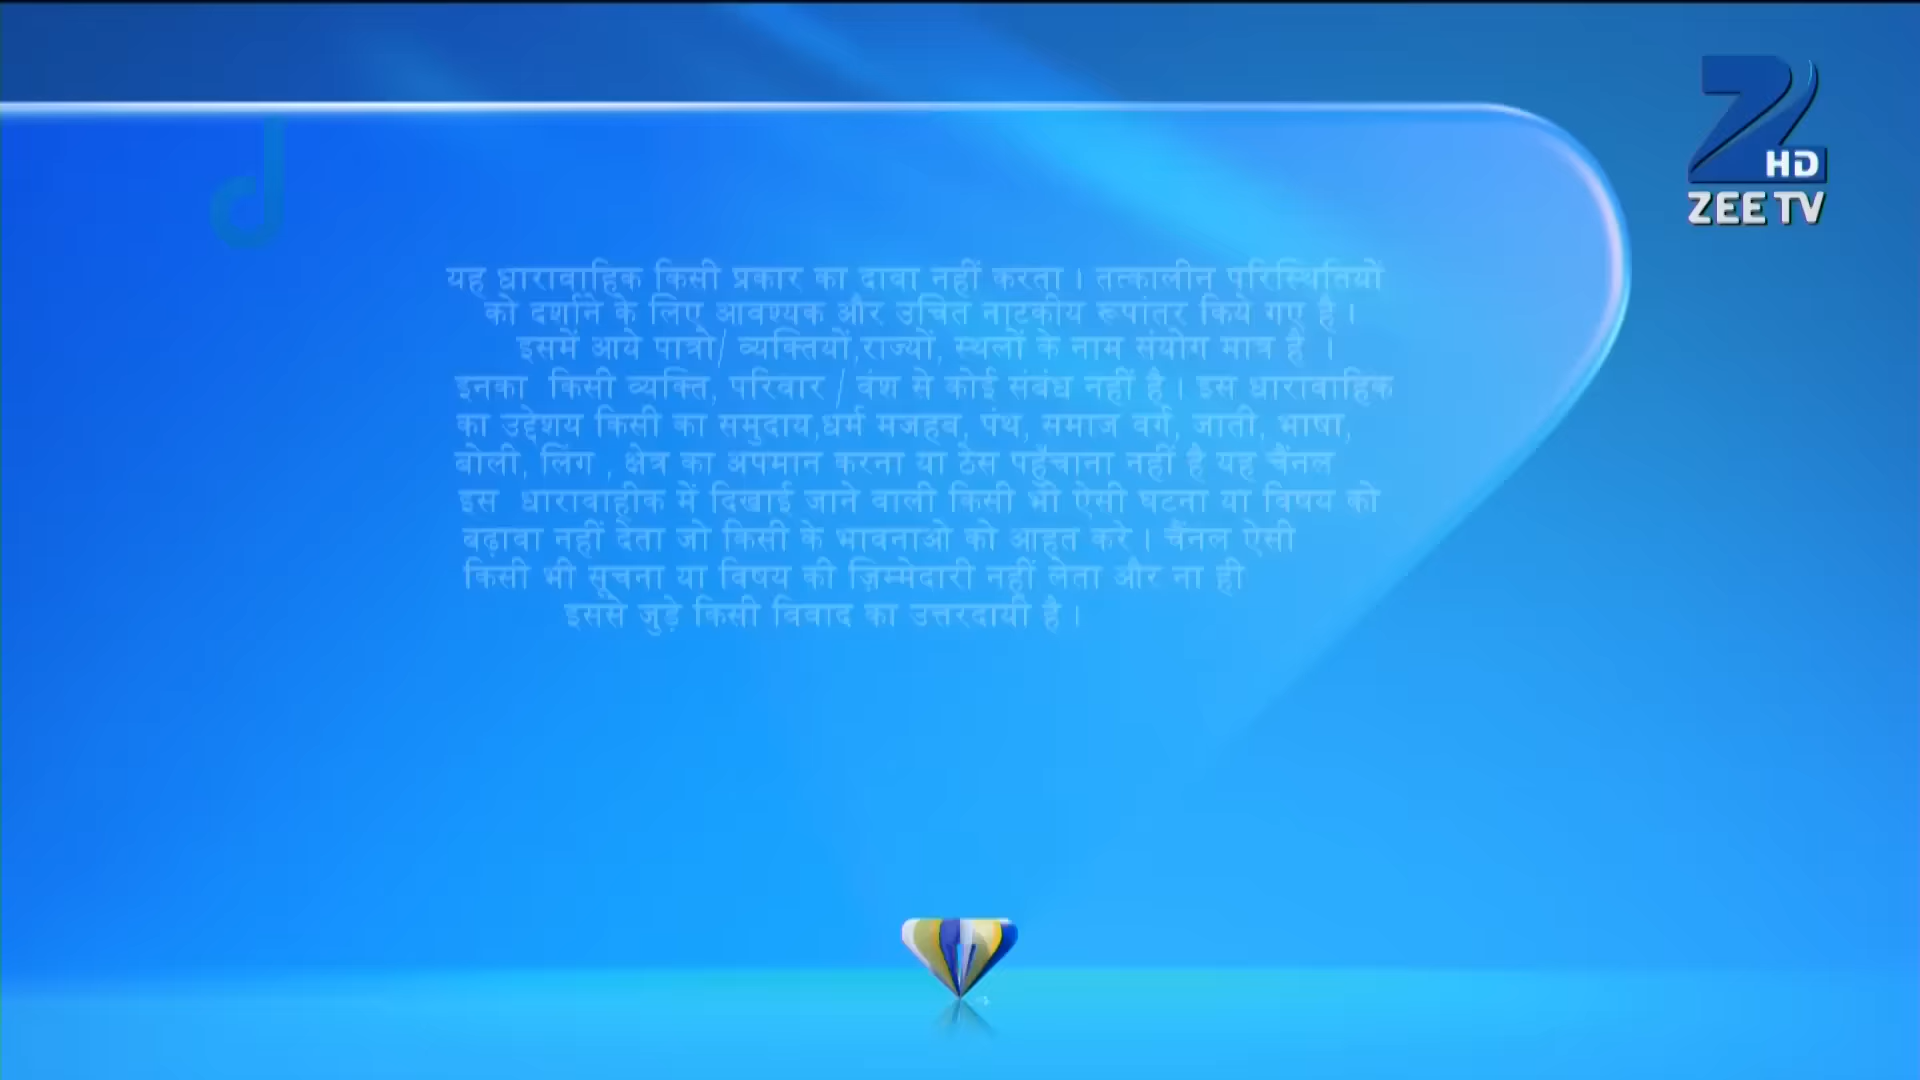 HD
ZEE TV
यह धारावाहिक किसी प्रकार का दावा नहीं करता । तत्कालीन परिस्थितियों
को दर्शाने के लिए आवश्यक और उचित नाटकीय रूपांतर किये गए है ।
इसमें आये पात्रो/ व्यक्तियों,राज्यों, स्थलों के नाम संयोग मात्र है ।
इनका किसी व्यक्ति, परिवार / वंश से कोई संबंध नहीं है । इस धारावाहिक
का उद्देशय किसी का समुदाय,धर्म मजहब, पंथ, समाज वर्ग, जाती, भाषा,
बोली, लिंग , क्षेत्र का अपमान करना या ठेस पहुँचाना नहीं है यह चैंनल
इस धारावाहीक में दिखाई जाने वाली किसी भी ऐसी घटना या विषय को
बढ़ावा नहीं देता जो किसी के भावनाओ को आहत करे । चैंनल ऐसी
किसी भी सूचना या विषय की ज़िम्मेदारी नहीं लेता और ना ही
इससे जुड़े किसी विवाद का उत्तरदायी है ।